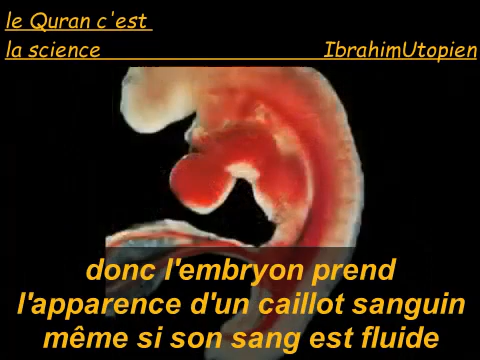 le Quran c'est
la science IbrahimUtopien
donc l'embryon prend
l'apparence d'un caillot sanguin
même si son sang est fluide